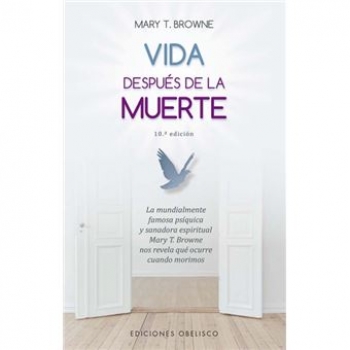 MARY T. BROWNE
VIDA
DESPUÉS DE LA
MUERTE
10.ª edición
La mundialmente
famosa psíquica
y sanadora espiritual
Mary T. Browne
nos revela qué ocurre
cuando morimos
EDICIONES OBELISCO